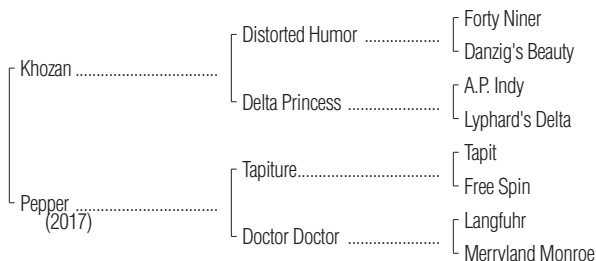 Forty Niner
Distorted Humor ..................
Danzig's Beauty
Khozan ...................................
A.P. Indy
Delta Princess .......................
Lyphard's Delta
Tapit
Tapiture...................................
Free Spin
Pepper ...................................
(2017)
Langfuhr
Doctor Doctor .......................
Merryland Monroe